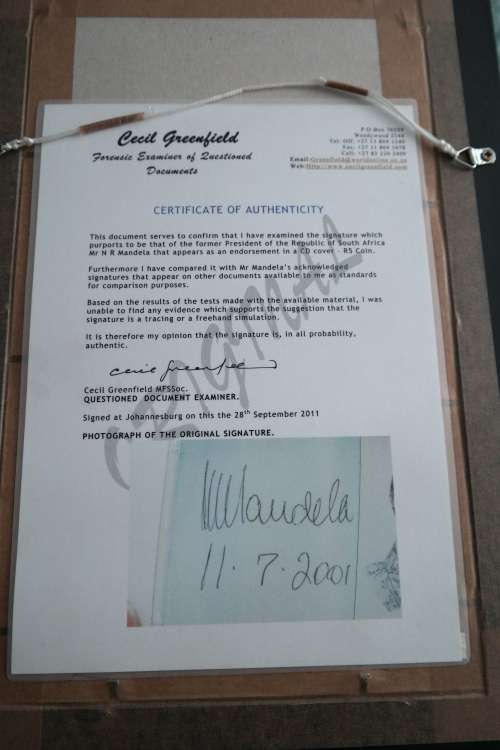 Cecil Greenfield
Forensic Examiner of Questioned
Documents
CERTIFICATE OF AUTHENTICITY
This document serves to confirm that I have examined the signature which
purports to be that of the former President of the Republic of South Africa
Mr N R Mandela that appears as an endorsement in a CD cover - R5 Coin.
Furthermore I have compared it with Mr Mandela's acknowledged
signatures that appear on other documents available to me as standards
for comparison purposes.
Based on the results of the tests made with the available material, I was
unable to find any evidence which supports the suggestion that the
signature is a tracing or a freehand simulation.
It is therefore my opinion that the signature is, in all probability,
authentic.
Cecil Greenfield MFSSoc.
QUESTIONED DOCUMENT EXAMINER.
Signed at Johannesburg on this the 28th September 2011
PHOTOGRAPH OF THE ORIGINAL SIGNATURE.
Mandela
11.7.2001